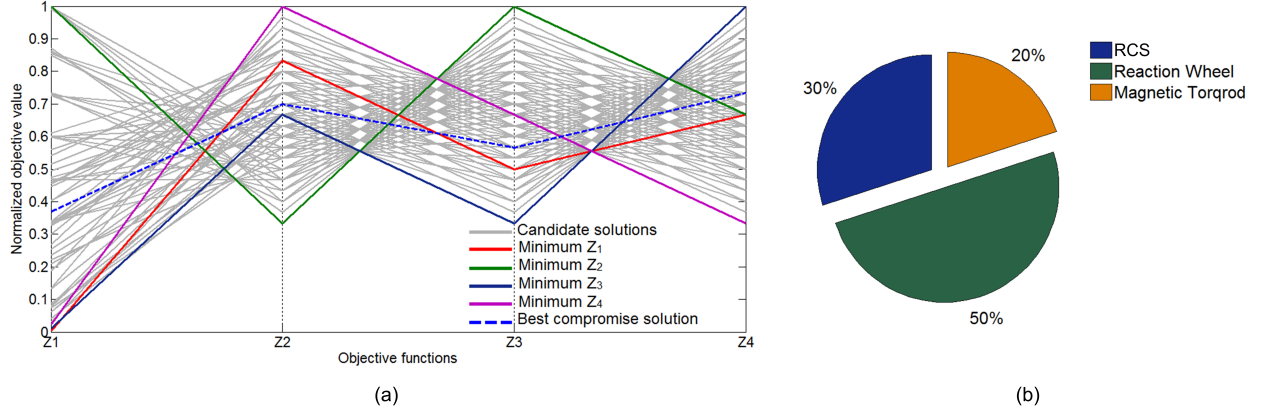 1
0.9
0.8
0.7
0.6
0.5
0.4
0.3
0.2
0.1
0
Normalized objective value
Z1
Z2
Z3
Z4
Objective functions
Candidate solutions
Minimum Z1
Minimum Z2
Minimum Z3
Minimum Z4
Best compromise solution
(a)
30%
20%
50%
RCS
Reaction Wheel
Magnetic Torqrod
(b)